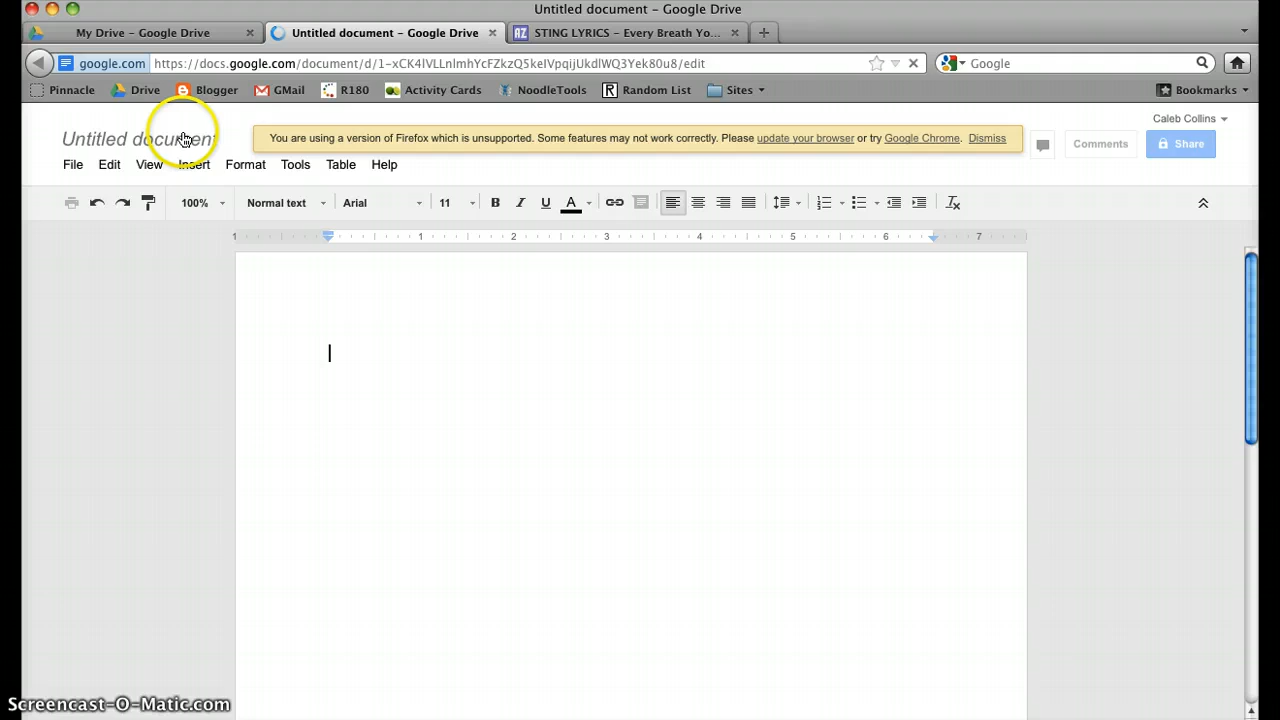 Untitled document - Google Drive
My Drive - Google Drive
Untitled document - Google Drive
STING LYRICS - Every Breath Yo...
google.com https://docs.google.com/document/d/1-xCK4IVLLnlmhYcFZkzQ5keIVpqijUkdlWQ3Yek80u8/edit
Google
Pinnacle Drive Blogger GMail R180 Activity Cards NoodleTools Random List Sites Bookmarks
Caleb Collins
Untitled document
You are using a version of Firefox which is unsupported. Some features may not work correctly. Please update your browser or try Google Chrome. Dismiss
Comments Share
File Edit View Insert Format Tools Table Help
100% Normal text Arial 11 B I U A
1 1 2 3 4 5 6 7
Screencast-O-Matic.com